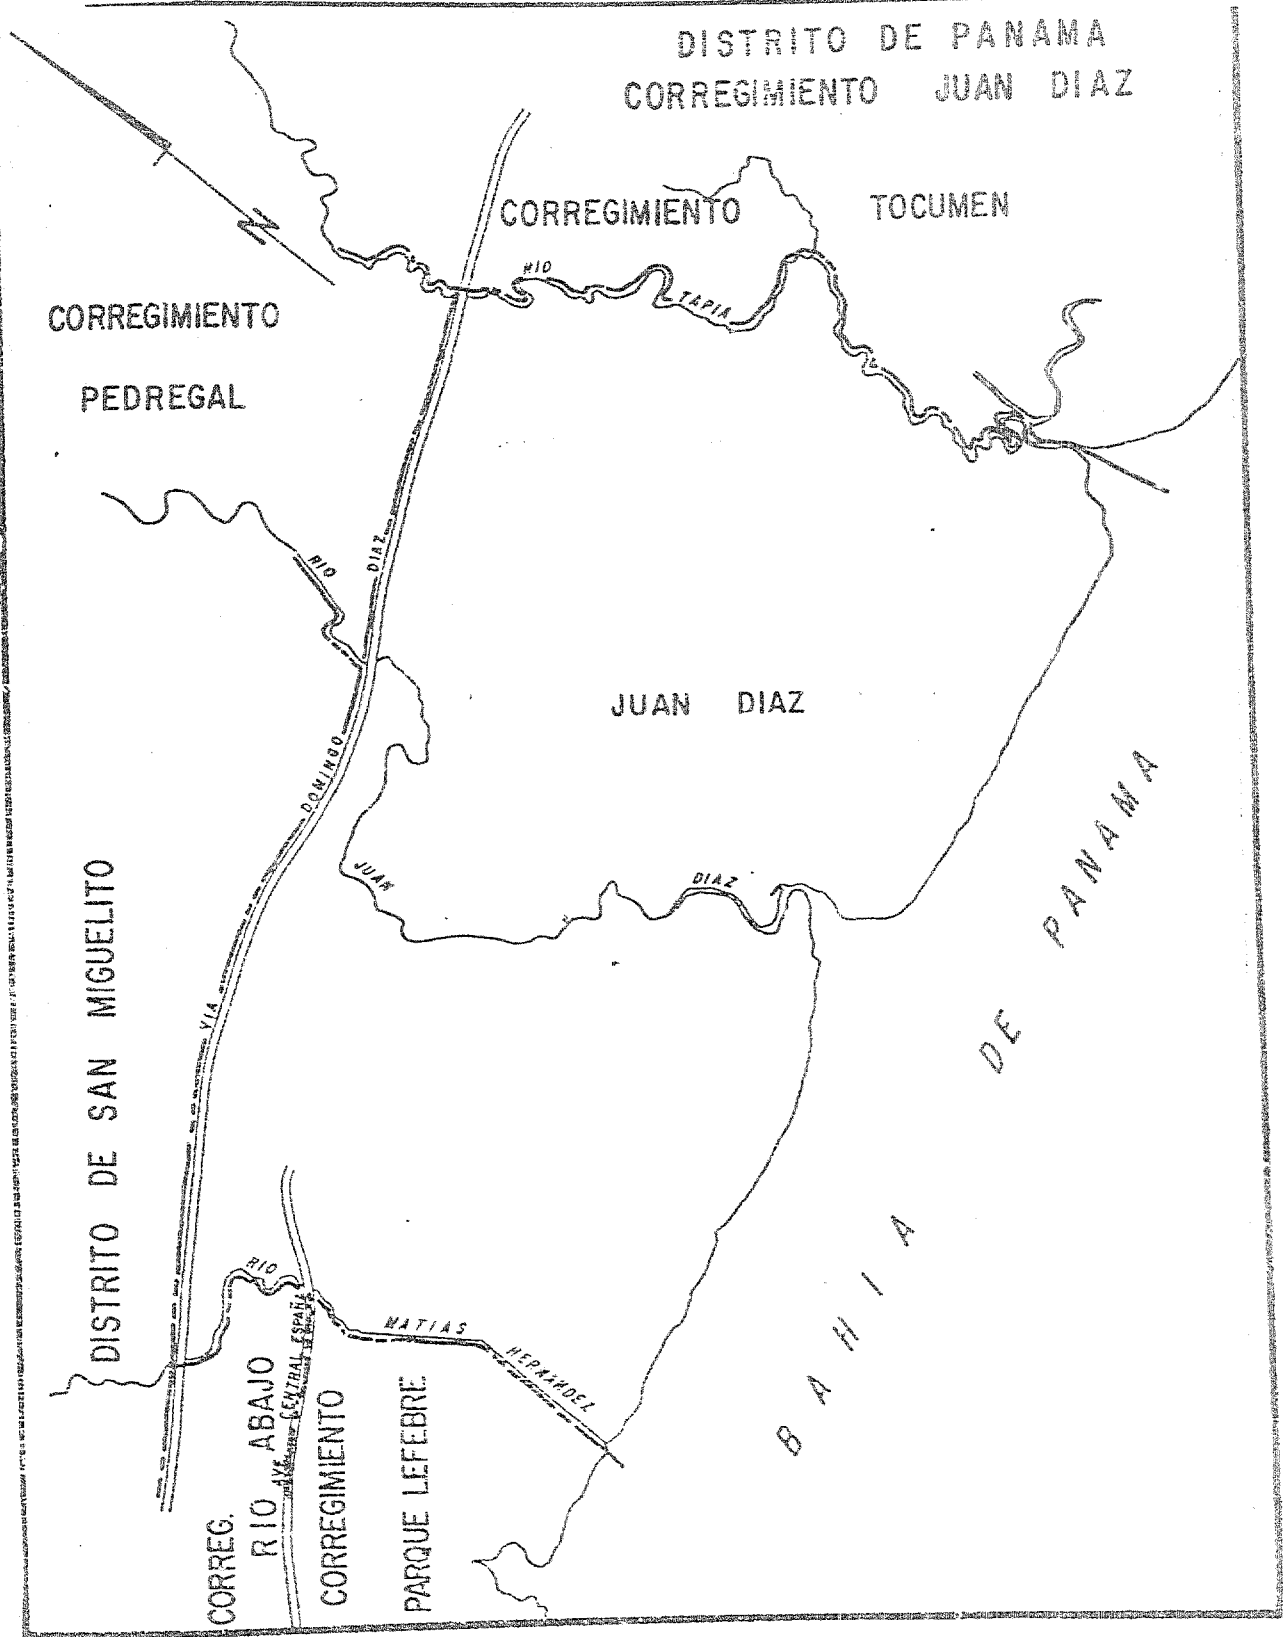 DISTRITO DE PANAMA
CORREGIMIENTO JUAN DIAZ
CORREGIMIENTO TOCUMEN
N
RIO
TAPIA
CORREGIMIENTO
PEDREGAL
RIO
DIAZ
JUAN DIAZ
DOMINGO
JUAN
DIAZ
VIA
DISTRITO DE SAN MIGUELITO
BAHIA DE PANAMA
RIO
MATIAS
HERNANDEZ
AVE CENTRAL ESPAÑA
CORREG.
RIO ABAJO
CORREGIMIENTO
PARQUE LEFEBRE